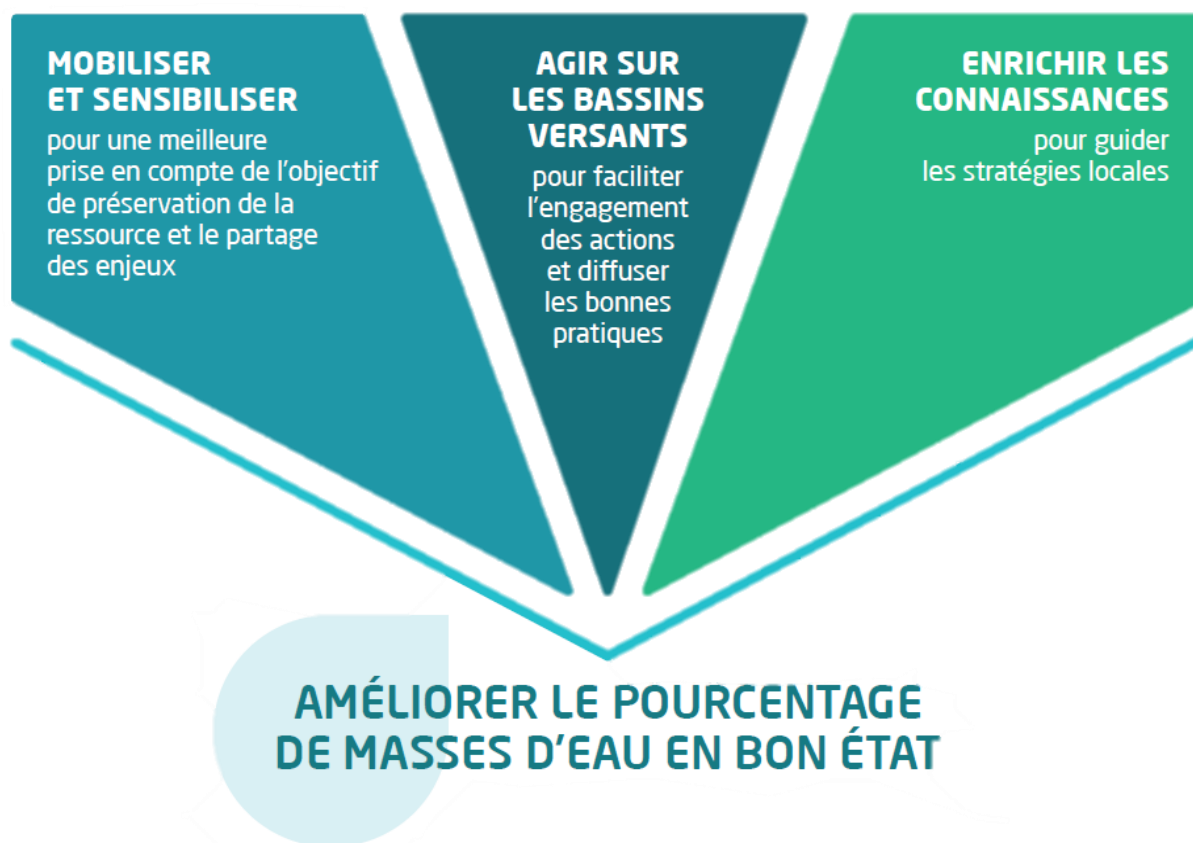 MOBILISER
ET SENSIBILISER
pour une meilleure
prise en compte de l'objectif
de préservation de la
ressource et le partage
des enjeux
AGIR SUR
LES BASSINS
VERSANTS
pour faciliter
l'engagement
des actions
et diffuser
les bonnes
pratiques
ENRICHIR LES
CONNAISSANCES
pour guider
les stratégies locales
AMÉLIORER LE POURCENTAGE
DE MASSES D'EAU EN BON ÉTAT